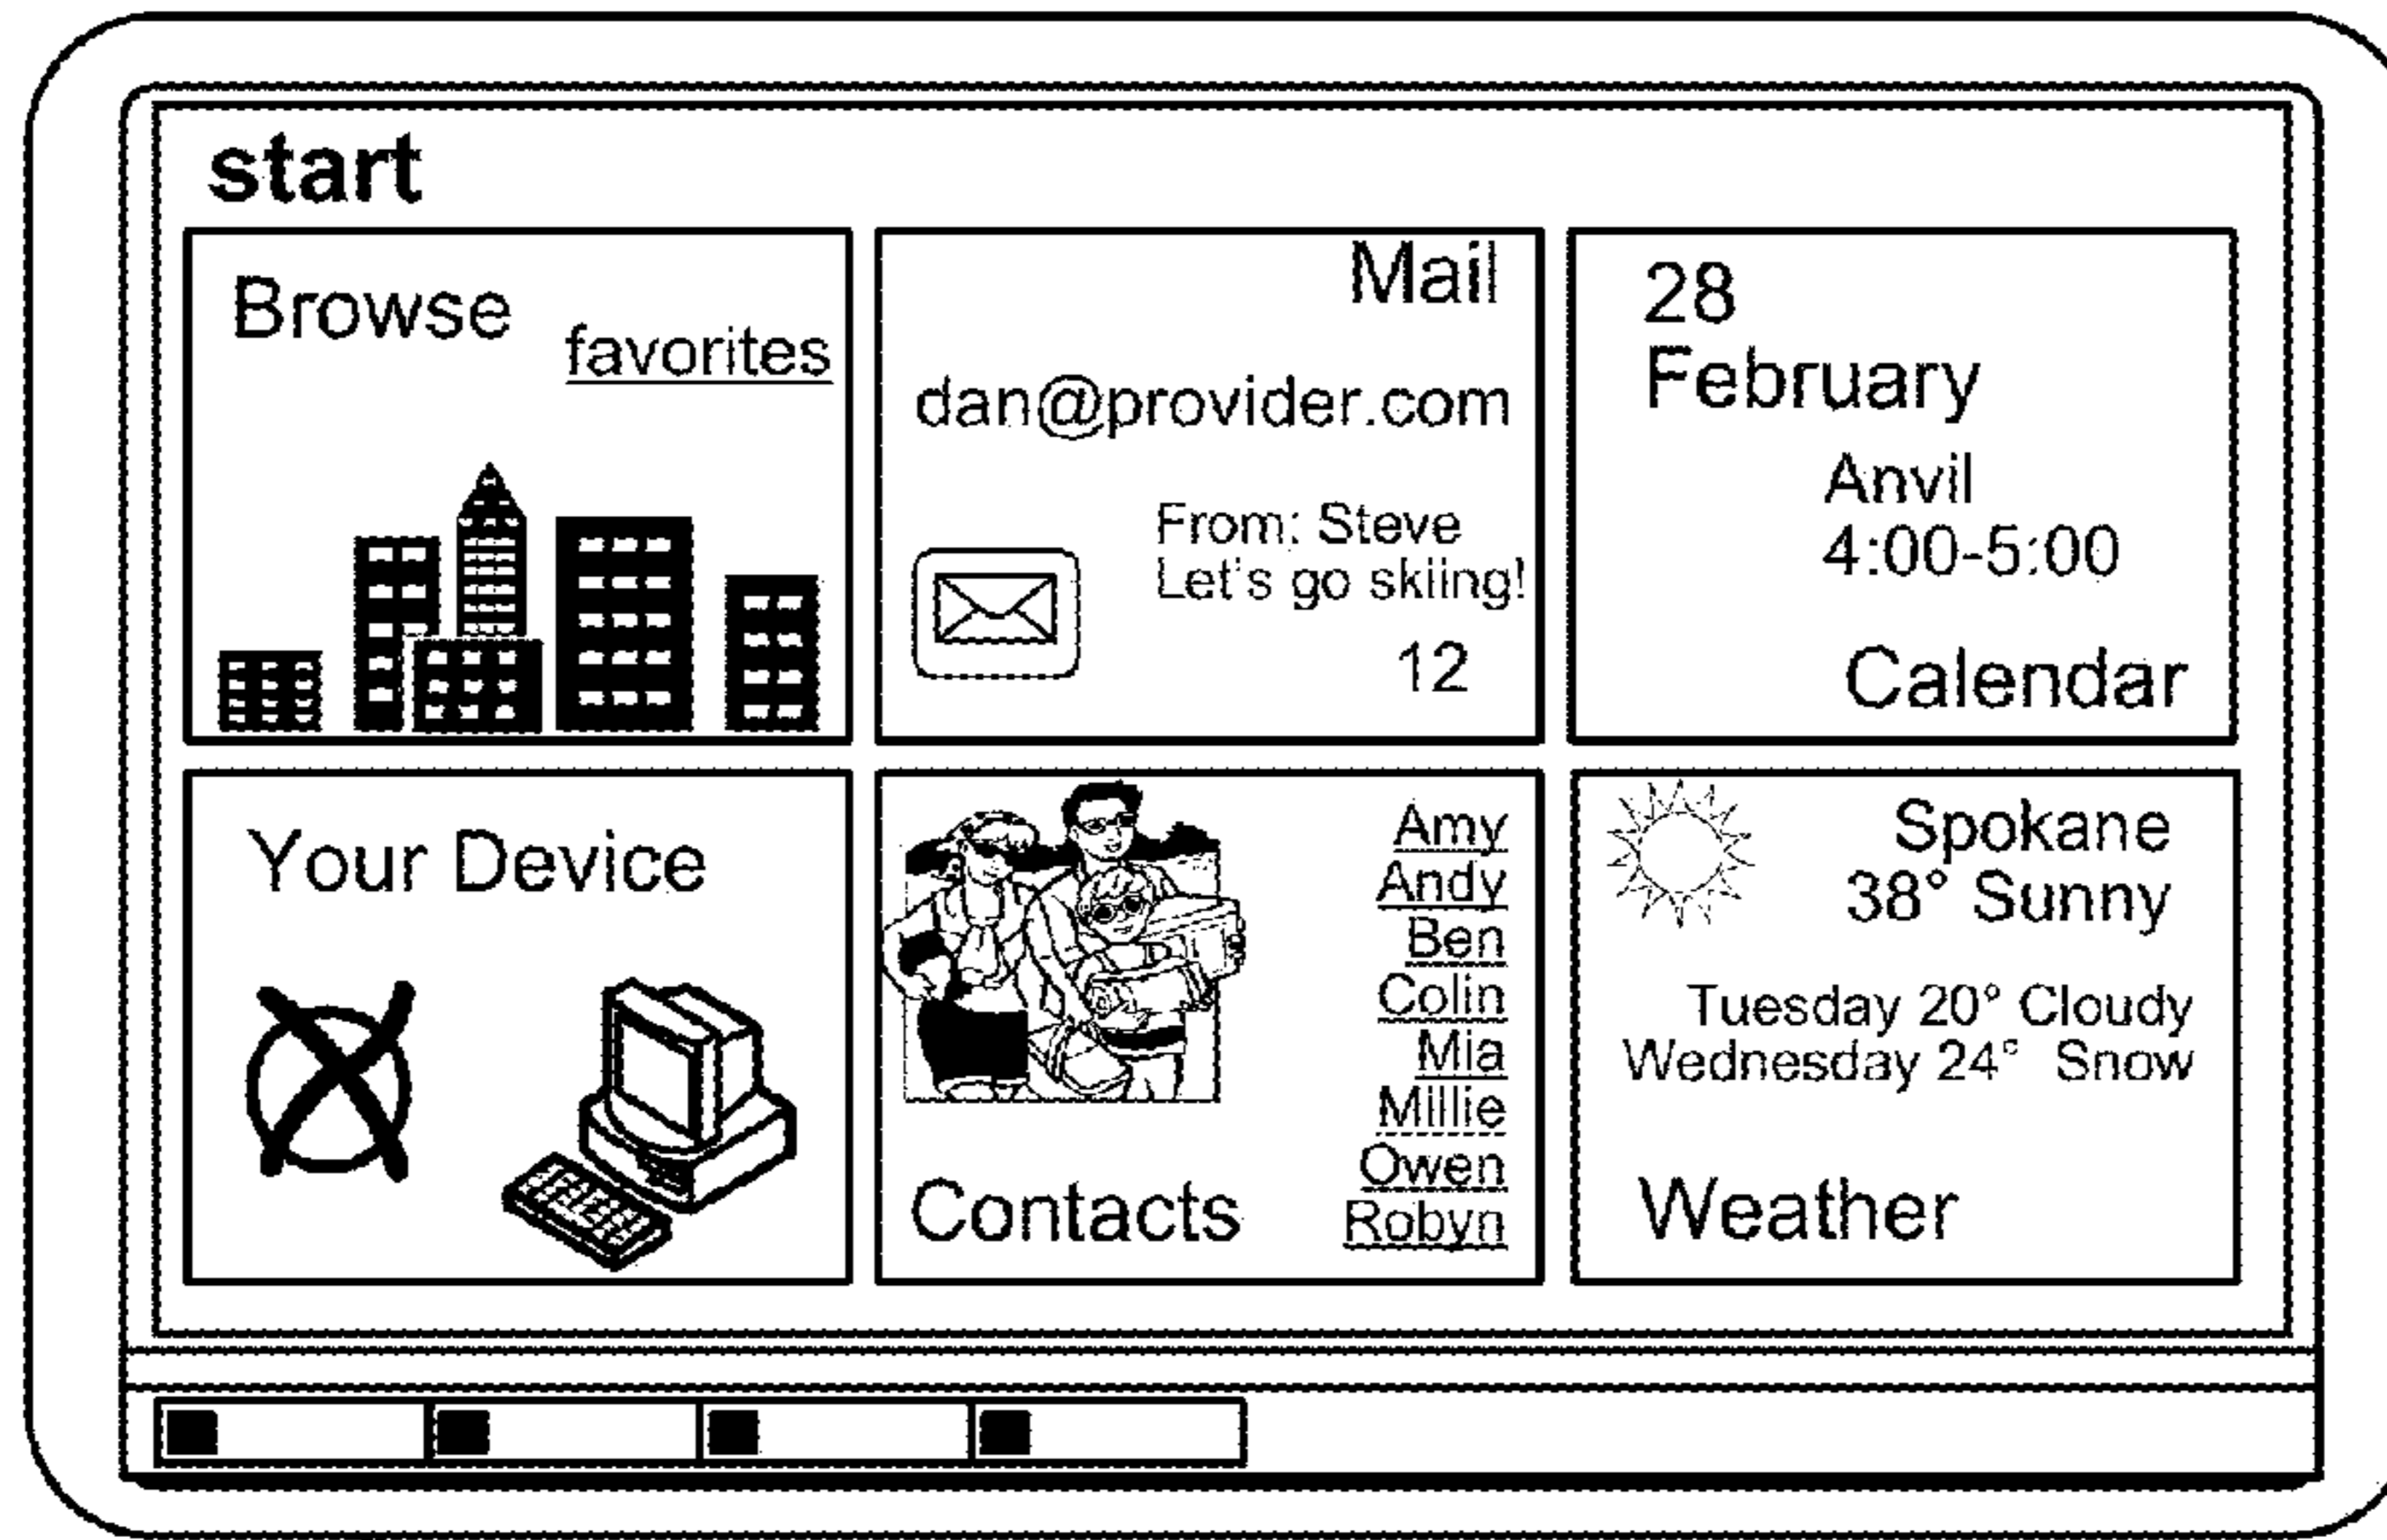 start
Browse
favorites
Mail
dan@provider.com
From: Steve
Let's go skiing!
12
28
February
Anvil
4:00-5:00
Calendar
Your Device
Contacts
Amy
Andy
Ben
Colin
Mia
Millie
Owen
Robyn
Spokane
38° Sunny
Tuesday 20° Cloudy
Wednesday 24° Snow
Weather